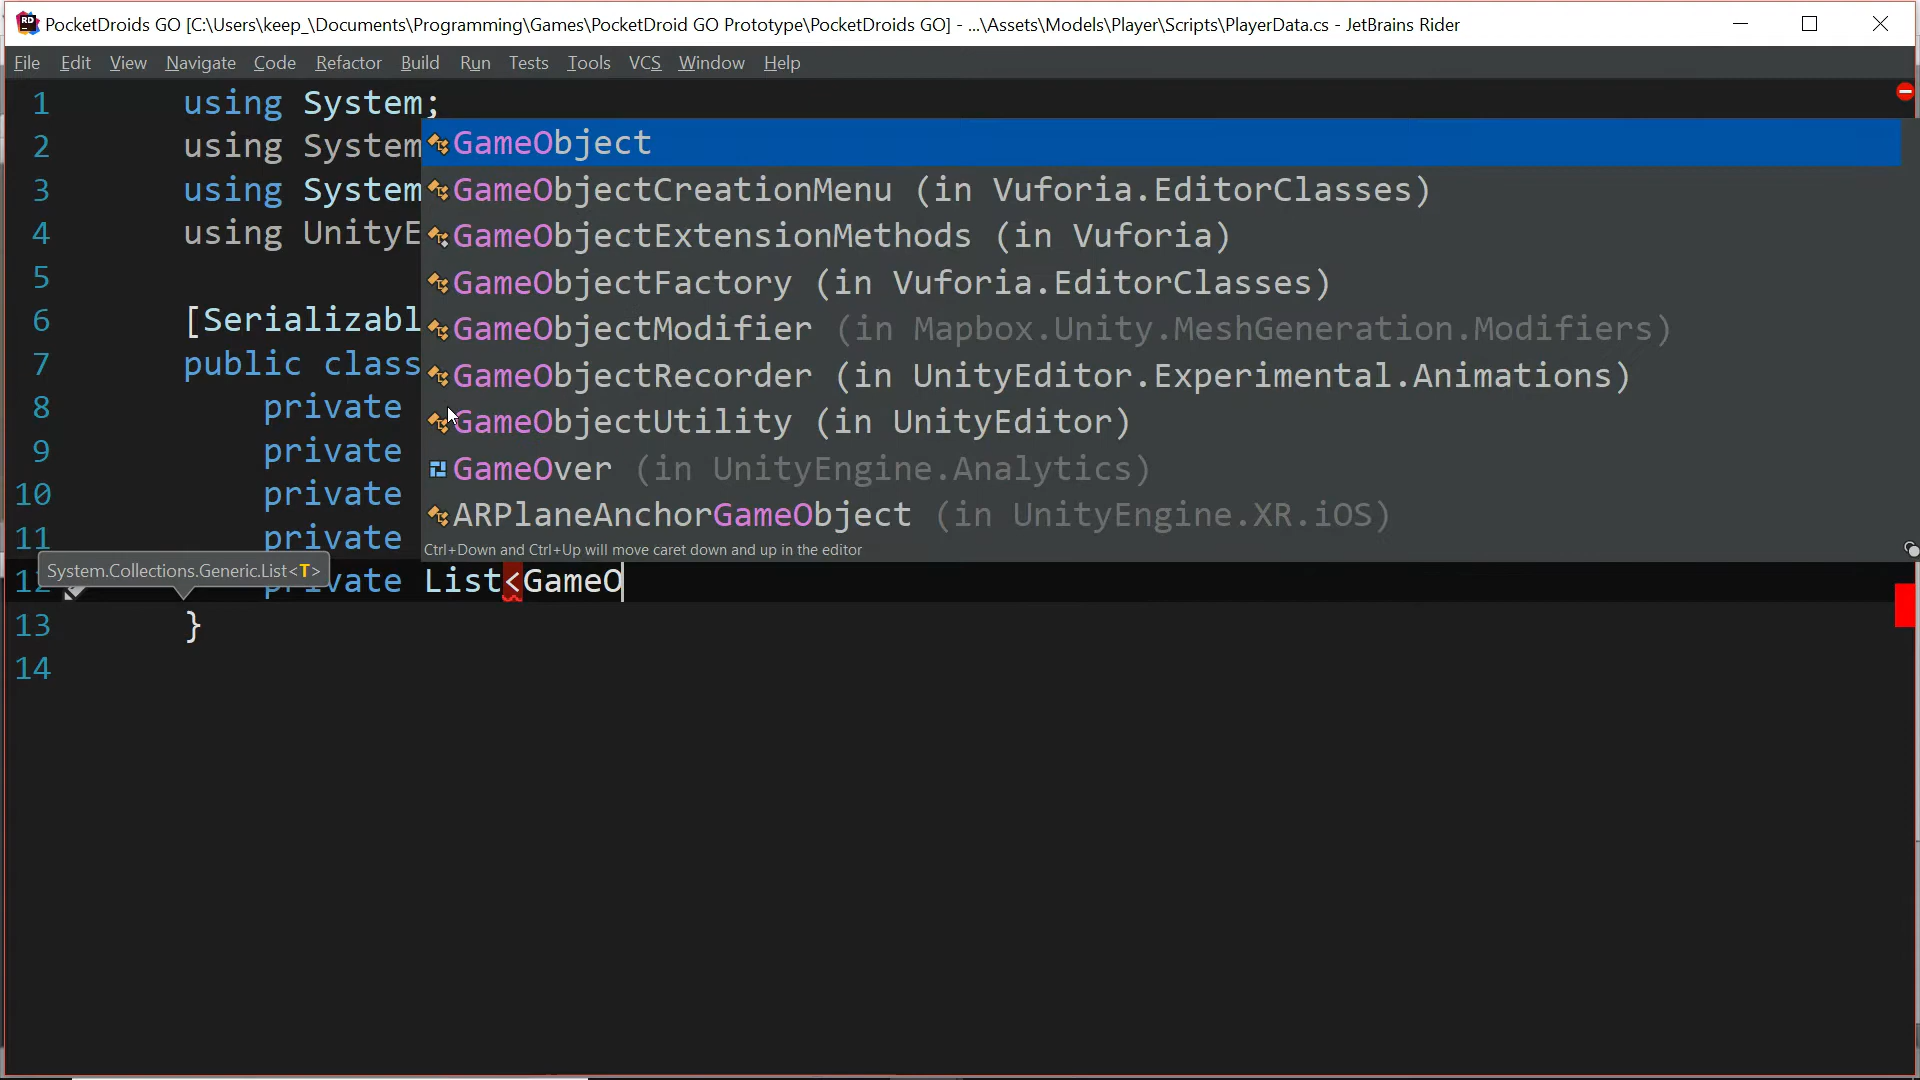 PocketDroids GO [C:\Users\keep_\Documents\Programming\Games\PocketDroid GO Prototype\PocketDroids GO] - ...\Assets\Models\Player\Scripts\PlayerData.cs - JetBrains Rider
File Edit View Navigate Code Refactor Build Run Tests Tools VCS Window Help
1 using System;
2 using System
3 using System
4 using UnityE
5
6 [Serializabl
7 public class
8 private
9 private
10 private
11 private
GameObject
GameObjectCreationMenu (in Vuforia.EditorClasses)
GameObjectExtensionMethods (in Vuforia)
GameObjectFactory (in Vuforia.EditorClasses)
GameObjectModifier (in Mapbox.Unity.MeshGeneration.Modifiers)
GameObjectRecorder (in UnityEditor.Experimental.Animations)
GameObjectUtility (in UnityEditor)
GameOver (in UnityEngine.Analytics)
ARPlaneAnchorGameObject (in UnityEngine.XR.iOS)
Ctrl+Down and Ctrl+Up will move caret down and up in the editor
System.Collections.Generic.List<T>
12 private List<GameO
13 }
14